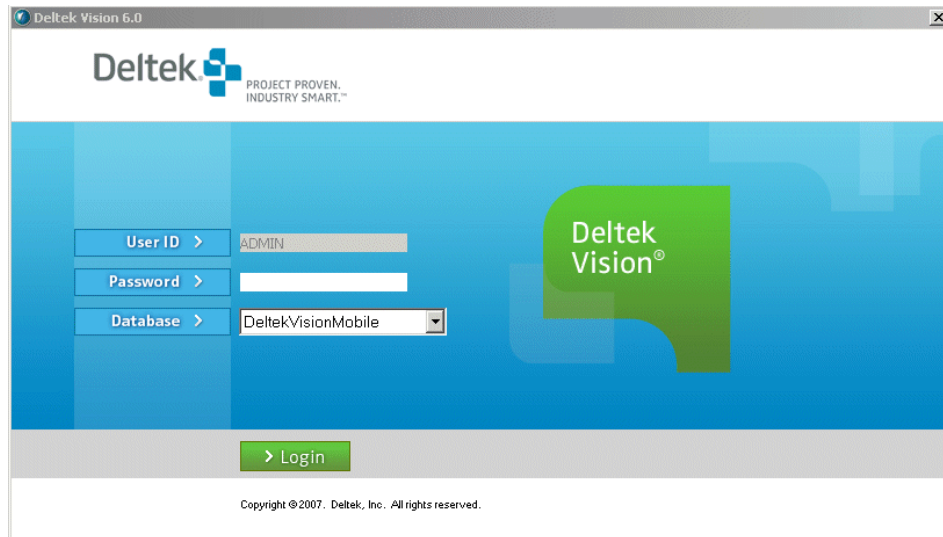 Deltek Vision 6.0
Deltek.
PROJECT PROVEN.
INDUSTRY SMART.™
User ID >
ADMIN
Password >
Database >
DeltekVisionMobile
Deltek
Vision®
> Login
Copyright ©2007. Deltek, Inc. All rights reserved.